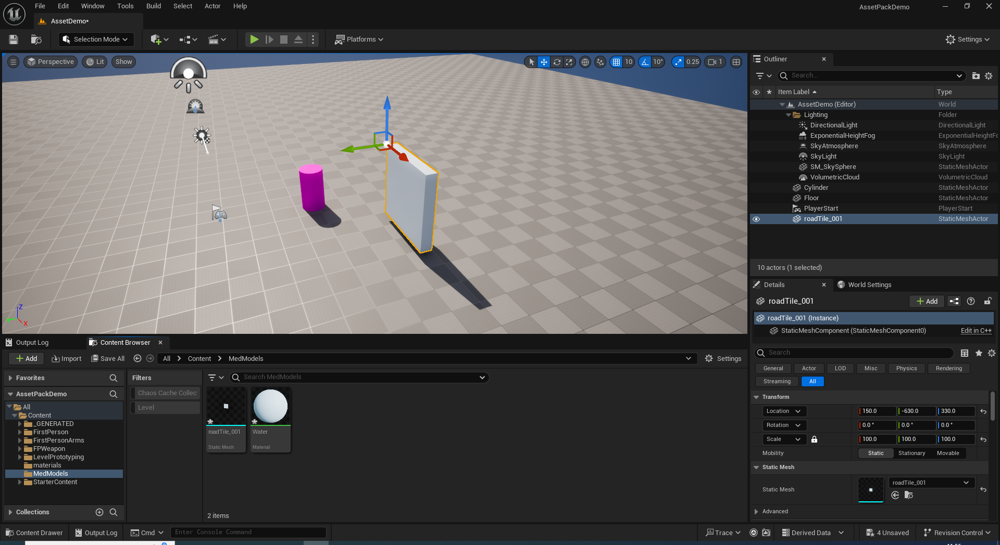 File Edit Window Tools Build Select Actor Help
AssetPackDemo
AssetDemo*
Selection Mode
Platforms
Settings
Perspective Lit Show
10 10° 0.25 1
Z
X
Outliner
Search...
Item Label Type
AssetDemo (Editor) World
Lighting Folder
DirectionalLight DirectionalLight
ExponentialHeightFog ExponentialHeightFo
SkyAtmosphere SkyAtmosphere
SkyLight SkyLight
SM_SkySphere StaticMeshActor
VolumetricCloud VolumetricCloud
Cylinder StaticMeshActor
Floor StaticMeshActor
PlayerStart PlayerStart
roadTile_001 StaticMeshActor
10 actors (1 selected)
Details World Settings
roadTile_001 Add
roadTile_001 (Instance)
StaticMeshComponent (StaticMeshComponent0) Edit in C++
Search
General Actor LOD Misc Physics Rendering
Streaming All
Transform
Location 150.0 -630.0 330.0
Rotation 0.0 ° 0.0 ° 0.0 °
Scale 100.0 100.0 100.0
Mobility Static Stationary Movable
Static Mesh
Static Mesh roadTile_001
Advanced
Output Log Content Browser
Add Import Save All All Content MedModels Settings
Favorites
AssetPackDemo
All
Content
_GENERATED
FirstPerson
FirstPersonArms
FPWeapon
LevelPrototyping
materials
MedModels
StarterContent
Collections
Filters
Chaos Cache Collec
Level
Search MedModels
roadTile_001
Static Mesh
Water
Material
2 items
Content Drawer Output Log Cmd Enter Console Command Trace Derived Data 4 Unsaved Revision Control